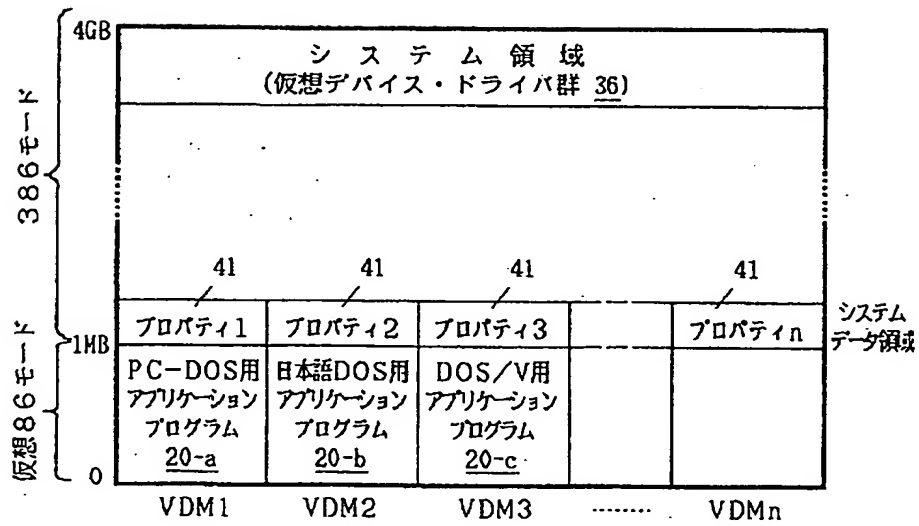 4GB
システム領域
(仮想デバイス・ドライバ群 36)
386モード
41 41 41 41
プロパティ1 プロパティ2 プロパティ3 プロパティn
システム
データ領域
1MB
PC-DOS用 日本語DOS用 DOS/V用
アプリケーション アプリケーション アプリケーション
プログラム プログラム プログラム
20-a 20-b 20-c
仮想86モード
0
VDM1 VDM2 VDM3 ········ VDMn